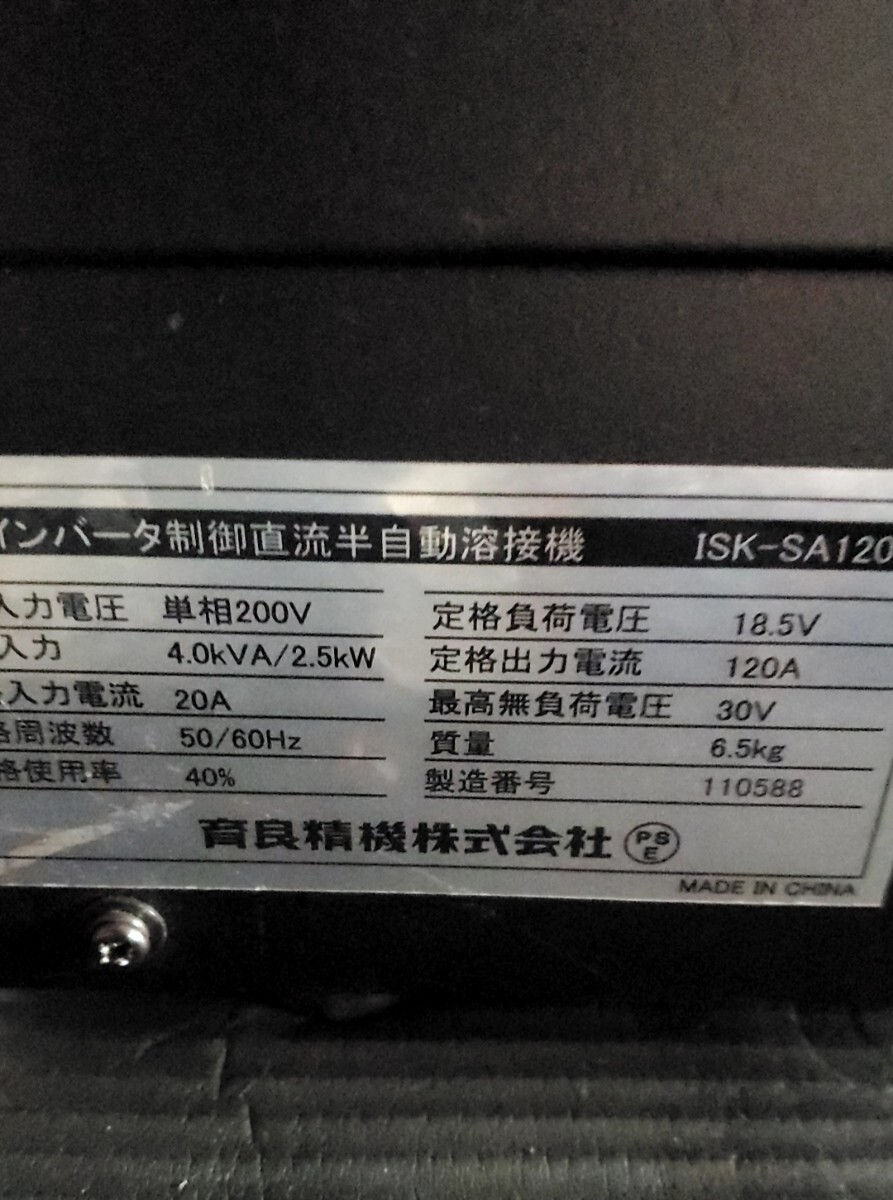 インバータ制御直流半自動溶接機 ISK-SA120
入力電圧 単相200V
入力 4.0kVA/2.5kW
入力電流 20A
格周波数 50/60Hz
格使用率 40%
定格負荷電圧 18.5V
定格出力電流 120A
最高無負荷電圧 30V
質量 6.5kg
製造番号 110588
育良精機株式会社 PSE
MADE IN CHINA